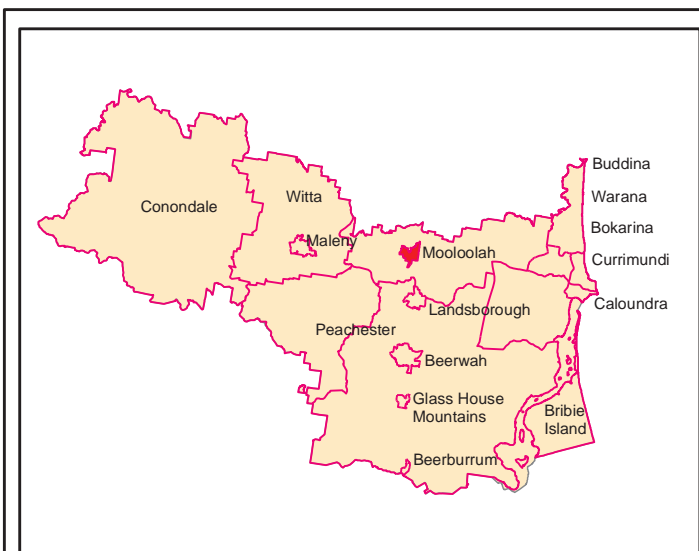 Buddina
Witta
Warana
Conondale
Bokarina
Maleny
Mooloolah
Currimundi
Landsborough
Caloundra
Peachester
Beerwah
Glass House
Mountains
Bribie
Island
Beerburrum